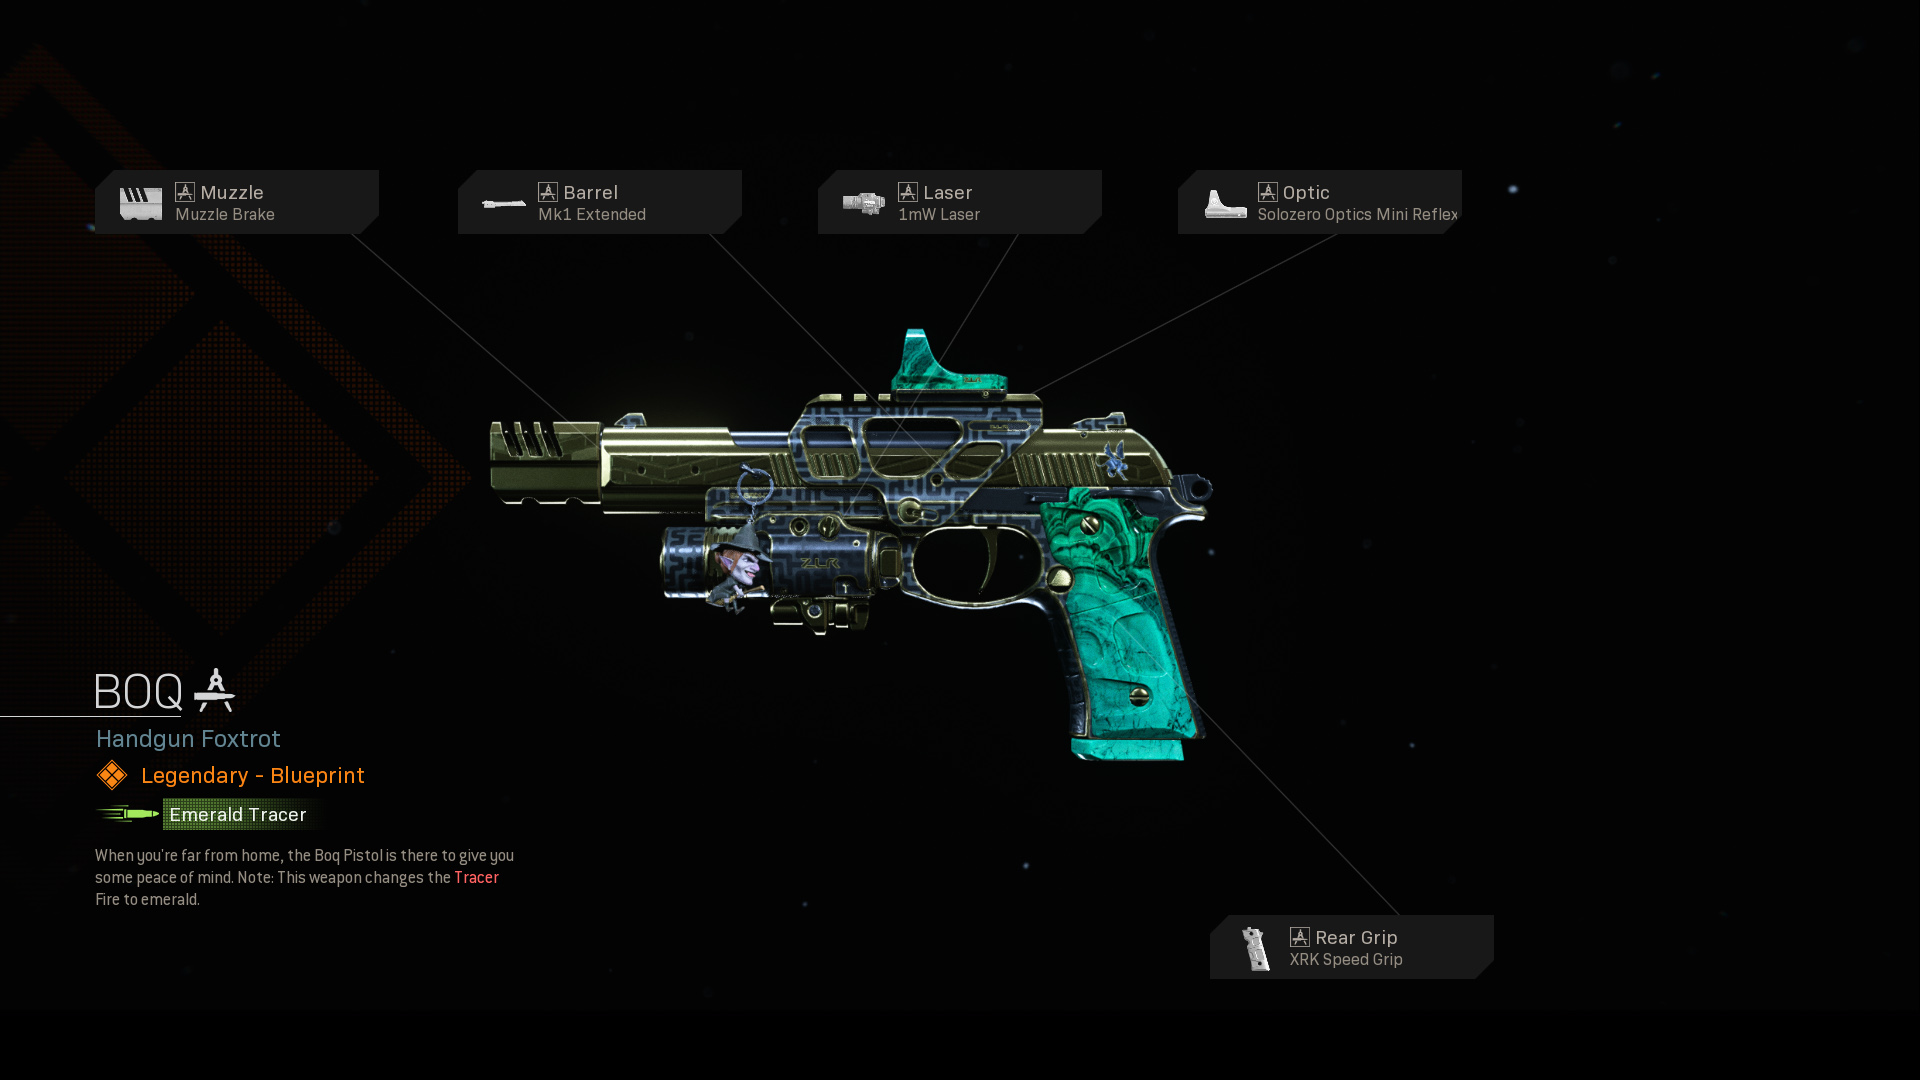 Muzzle
Muzzle Brake
Barrel
Mk1 Extended
Laser
1mW Laser
Optic
Solozero Optics Mini Reflex
ZLR
BOQ
Handgun Foxtrot
Legendary - Blueprint
Emerald Tracer
When you're far from home, the Boq Pistol is there to give you
some peace of mind. Note: This weapon changes the Tracer
Fire to emerald.
Rear Grip
XRK Speed Grip